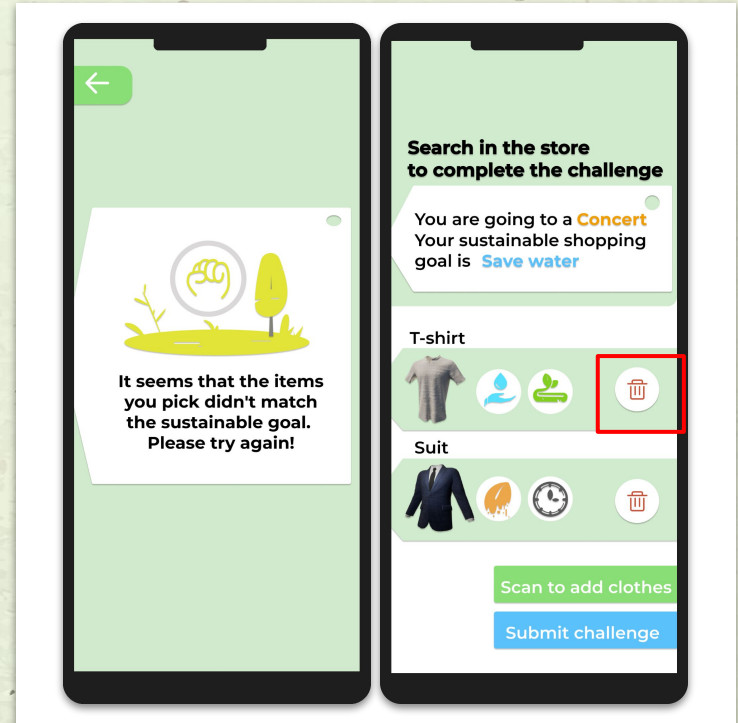 It seems that the items
you pick didn't match
the sustainable goal.
Please try again!
Search in the store
to complete the challenge
You are going to a Concert
Your sustainable shopping
goal is Save water
T-shirt
Suit
Scan to add clothes
Submit challenge